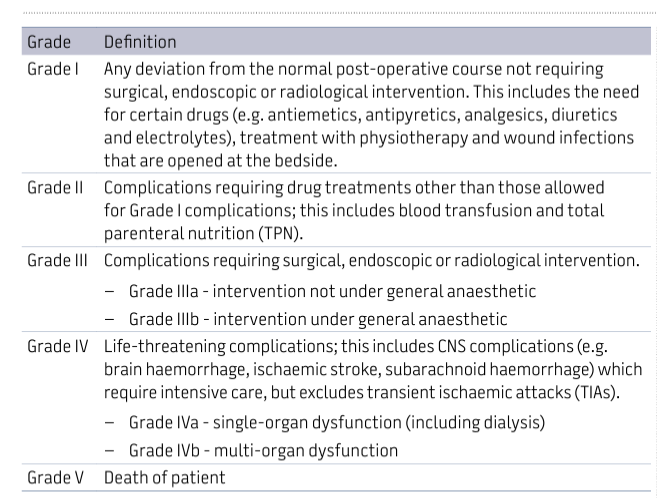 Grade Definition
Grade I Any deviation from the normal post-operative course not requiring
surgical, endoscopic or radiological intervention. This includes the need
for certain drugs (e.g. antiemetics, antipyretics, analgesics, diuretics
and electrolytes), treatment with physiotherapy and wound infections
that are opened at the bedside.
Grade II Complications requiring drug treatments other than those allowed
for Grade I complications; this includes blood transfusion and total
parenteral nutrition (TPN).
Grade III Complications requiring surgical, endoscopic or radiological intervention.
– Grade IIIa - intervention not under general anaesthetic
– Grade IIIb - intervention under general anaesthetic
Grade IV Life-threatening complications; this includes CNS complications (e.g.
brain haemorrhage, ischaemic stroke, subarachnoid haemorrhage) which
require intensive care, but excludes transient ischaemic attacks (TIAs).
– Grade IVa - single-organ dysfunction (including dialysis)
– Grade IVb - multi-organ dysfunction
Grade V Death of patient